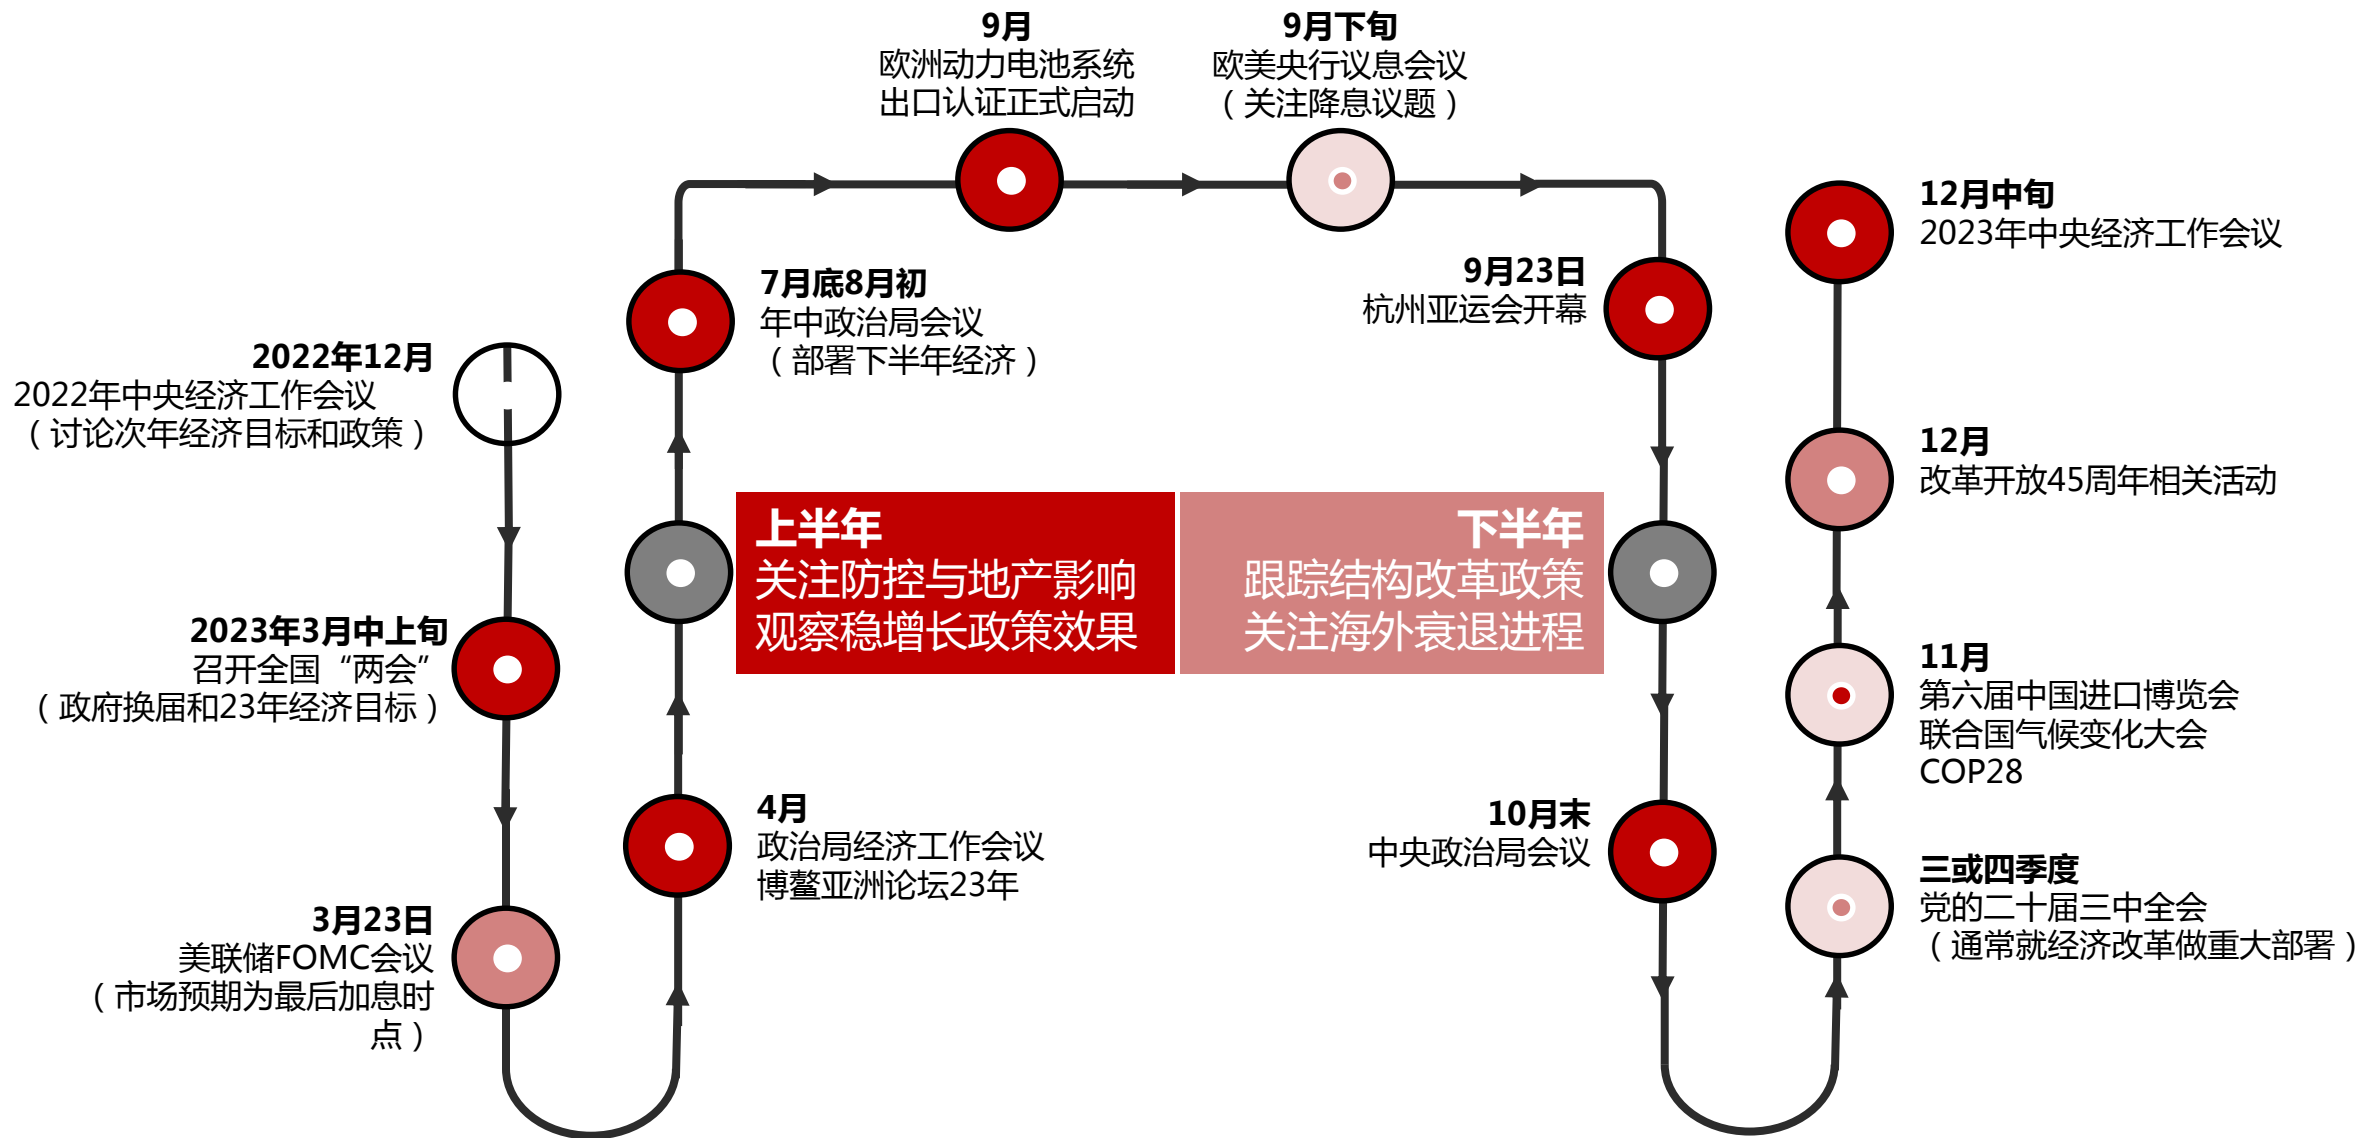 2022年12月
2022年中央经济工作会议
（讨论次年经济目标和政策）
2023年3月中上旬
召开全国“两会”
（政府换届和23年经济目标）
3月23日
美联储FOMC会议
（市场预期为最后加息时
点）
4月
政治局经济工作会议
博鳌亚洲论坛23年
上半年
关注防控与地产影响
观察稳增长政策效果
7月底8月初
年中政治局会议
（部署下半年经济）
9月
欧洲动力电池系统
出口认证正式启动
9月下旬
欧美央行议息会议
（关注降息议题）
9月23日
杭州亚运会开幕
下半年
跟踪结构改革政策
关注海外衰退进程
10月末
中央政治局会议
三或四季度
党的二十届三中全会
（通常就经济改革做重大部署）
11月
第六届中国进口博览会
联合国气候变化大会
COP28
12月
改革开放45周年相关活动
12月中旬
2023年中央经济工作会议